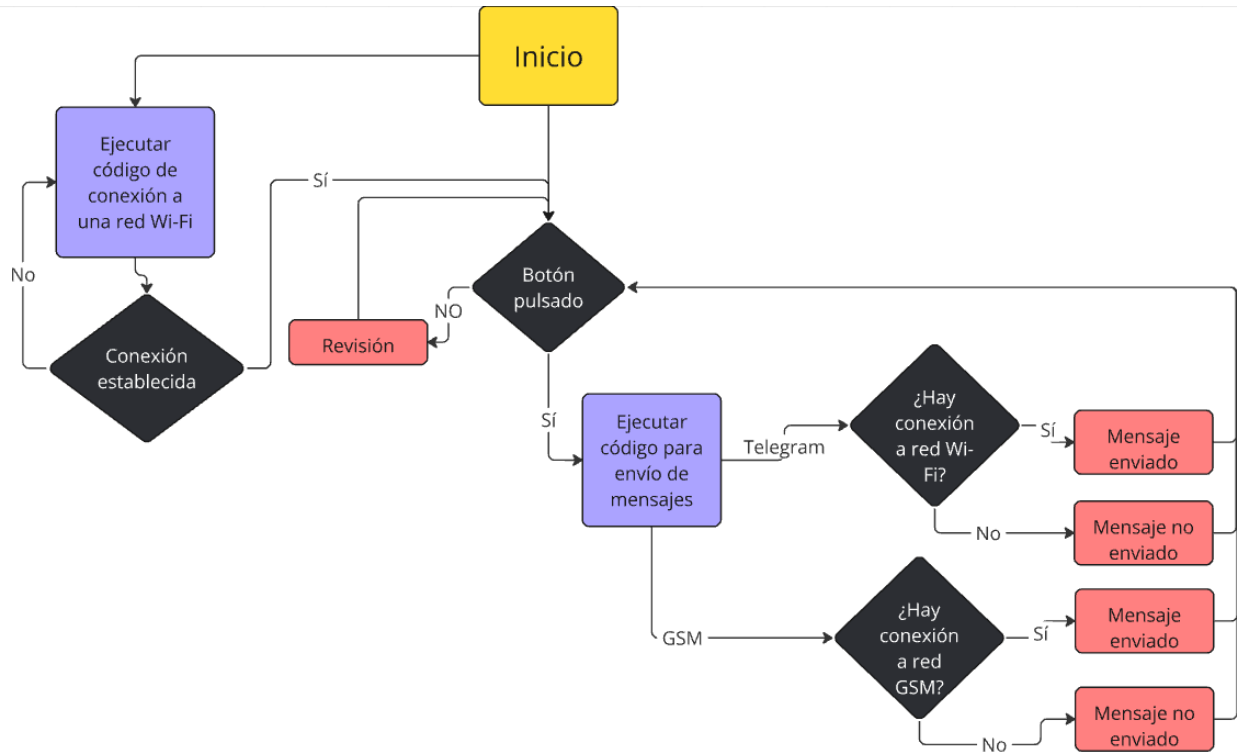 Inicio
Ejecutar
código de
conexión a
una red Wi-Fi
Sí
No
Conexión
establecida
Botón
pulsado
NO
Revisión
Sí
Ejecutar
código para
envío de
mensajes
Telegram
¿Hay
conexión
a red Wi-
Fi?
Sí
Mensaje
enviado
No
Mensaje no
enviado
GSM
¿Hay
conexión
a red
GSM?
Sí
Mensaje
enviado
No
Mensaje no
enviado